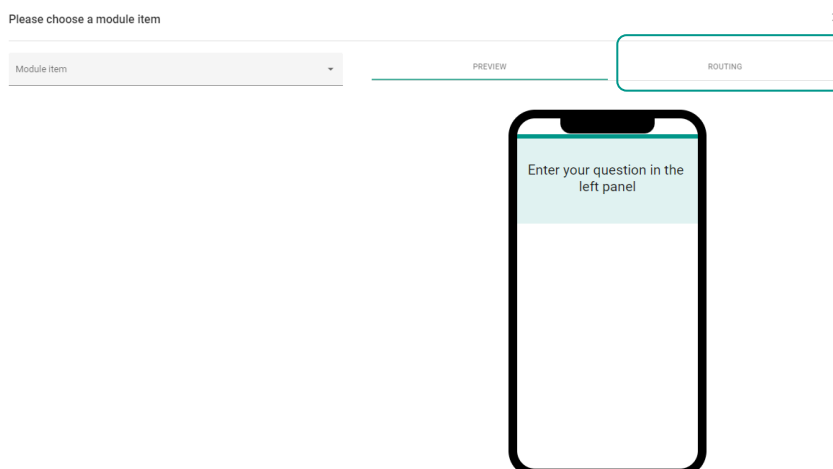 Please choose a module item
Module item
PREVIEW
ROUTING
Enter your question in the
left panel